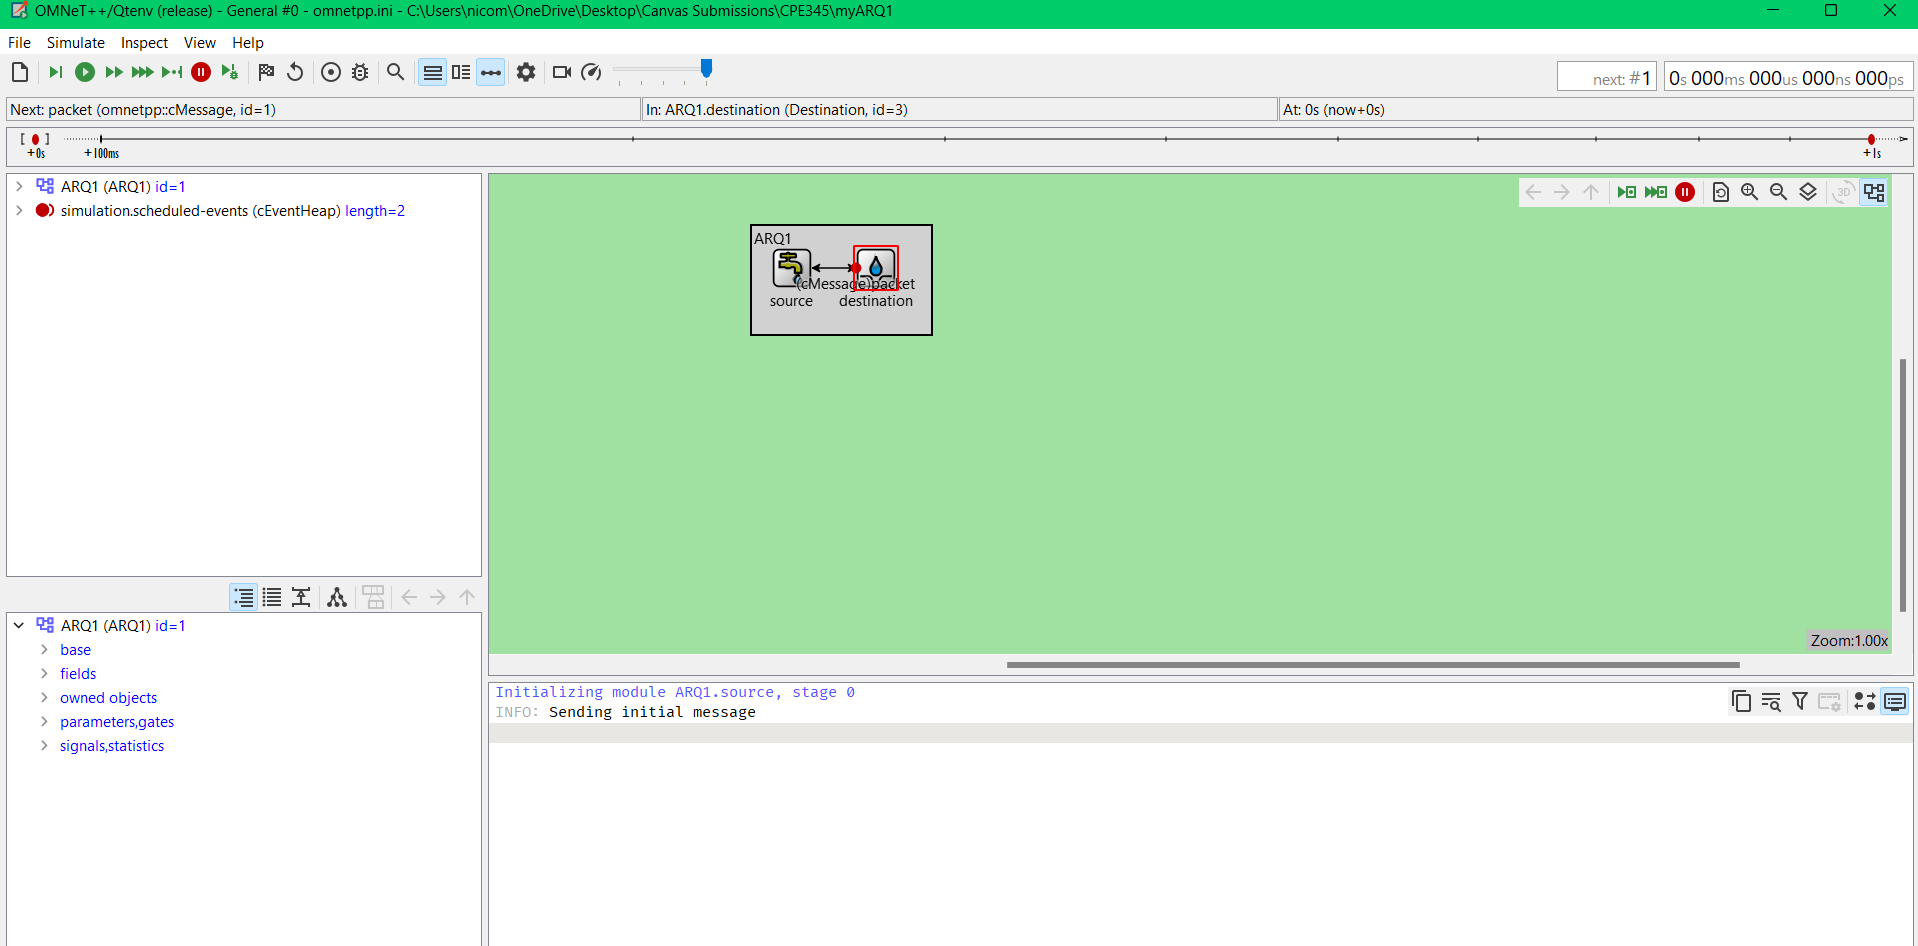 OMNeT++/Qtenv (release) - General #0 - omnetpp.ini - C:\Users\nicom\OneDrive\Desktop\Canvas Submissions\CPE345\myARQ1
File Simulate Inspect View Help
next: #1 0s 000ms 000us 000ns 000ps
Next: packet (omnetpp::cMessage, id=1) In: ARQ1.destination (Destination, id=3) At: 0s (now+0s)
[ ]
+0s +100ms +1s
ARQ1 (ARQ1) id=1
simulation.scheduled-events (cEventHeap) length=2
3D
ARQ1
(cMessage)packet
source destination
Zoom:1.00x
ARQ1 (ARQ1) id=1
base
fields
owned objects
parameters,gates
signals,statistics
Initializing module ARQ1.source, stage 0
INFO: Sending initial message